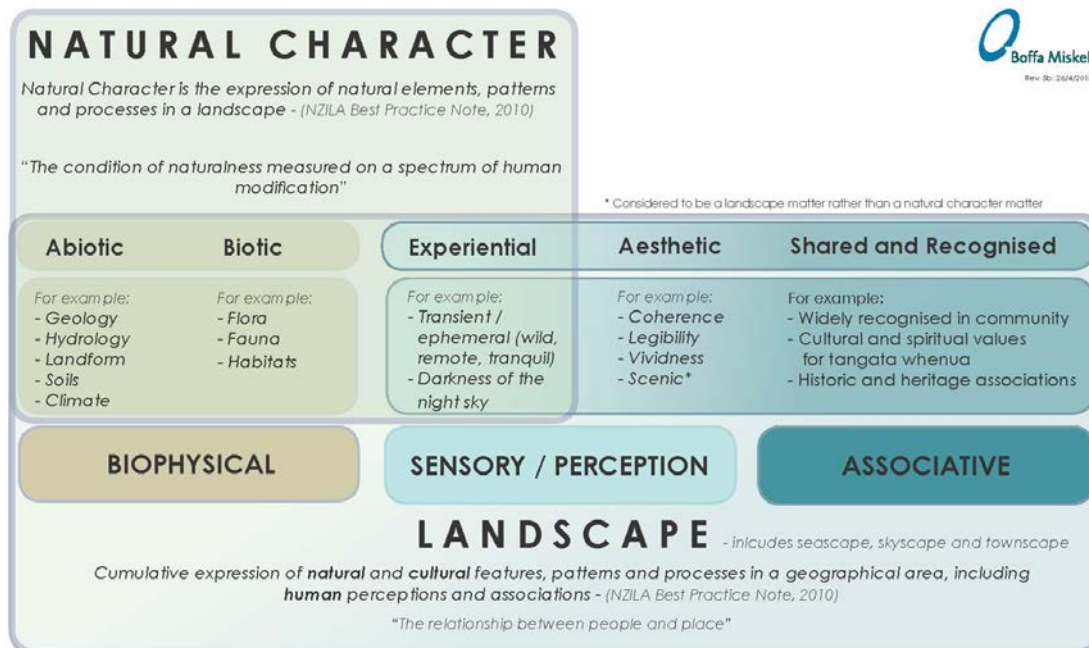 NATURAL CHARACTER
Natural Character is the expression of natural elements, patterns
and processes in a landscape - (NZILA Best Practice Note, 2010)
"The condition of naturalness measured on a spectrum of human
modification"
Boffa Miskel
* Considered to be a landscape matter rather than a natural character matter
Abiotic
For example:
- Geology
- Hydrology
- Landform
- Soils
- Climate
Biotic
For example:
- Flora
- Fauna
- Habitats
Experiential
For example:
- Transient /
ephemeral (wild,
remote, tranquil)
- Darkness of the
night sky
Aesthetic
For example:
- Coherence
- Legibility
- Vividness
- Scenic*
Shared and Recognised
For example:
- Widely recognised in community
- Cultural and spiritual values
for tangata whenua
- Historic and heritage associations
BIOPHYSICAL
SENSORY / PERCEPTION
ASSOCIATIVE
LANDSCAPE - inlcudes seascape, skyscape and townscape
Cumulative expression of natural and cultural features, patterns and processes in a geographical area, including
human perceptions and associations - (NZILA Best Practice Note, 2010)
"The relationship between people and place"